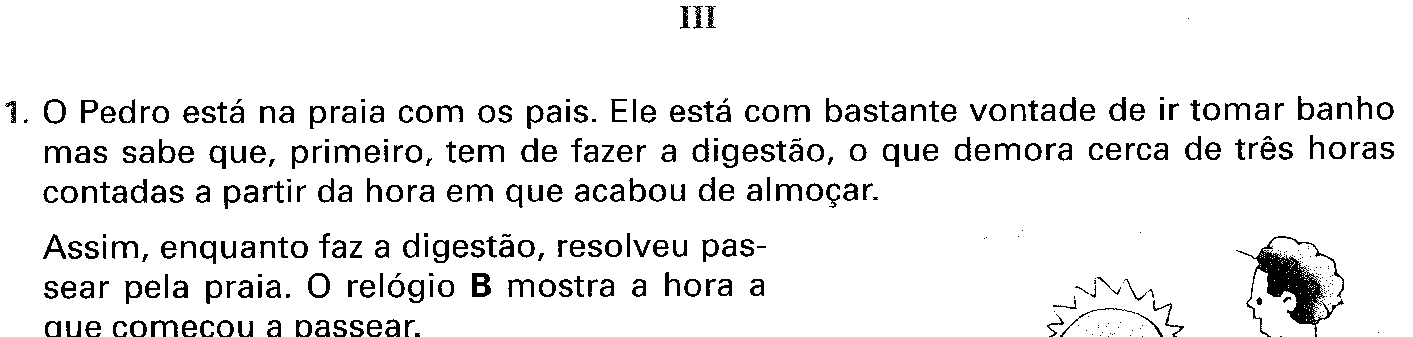 III
1. O Pedro está na praia com os pais. Ele está com bastante vontade de ir tomar banho
mas sabe que, primeiro, tem de fazer a digestão, o que demora cerca de três horas
contadas a partir da hora em que acabou de almoçar.
Assim, enquanto faz a digestão, resolveu pas-
sear pela praia. O relógio B mostra a hora a
que começou a passear.